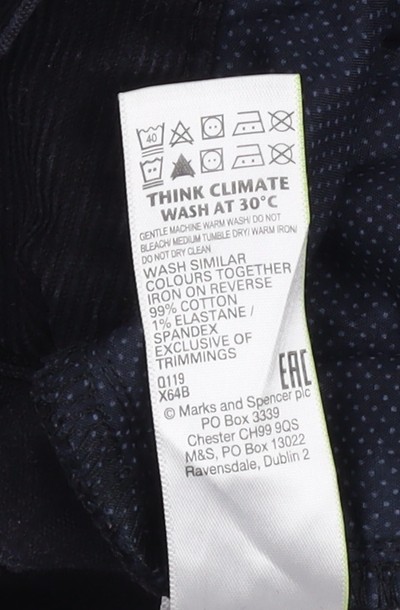 40
THINK CLIMATE
WASH AT 30°C
GENTLE MACHINE WARM WASH/ DO NOT
BLEACH/ MEDIUM TUMBLE DRY/ WARM IRON/
DO NOT DRY CLEAN
WASH SIMILAR
COLOURS TOGETHER
IRON ON REVERSE
99% COTTON
1% ELASTANE /
SPANDEX
EXCLUSIVE OF
TRIMMINGS
Q119
X64B
EAC
© Marks and Spencer plc
PO Box 3339
Chester CH99 9QS
M&S, PO Box 13022
Ravensdale, Dublin 2